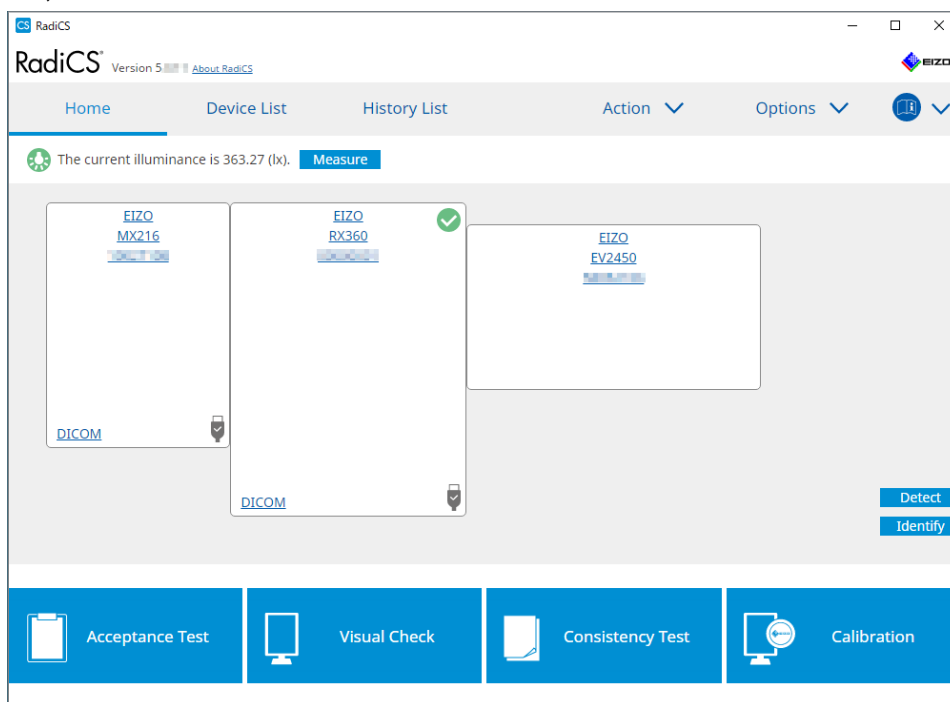 CS RadiCS
RadiCS® Version 5. About RadiCS
EIZO
Home Device List History List Action Options
The current illuminance is 363.27 (lx). Measure
EIZO
MX216
DICOM
EIZO
RX360
DICOM
EIZO
EV2450
Detect
Identify
Acceptance Test Visual Check Consistency Test Calibration